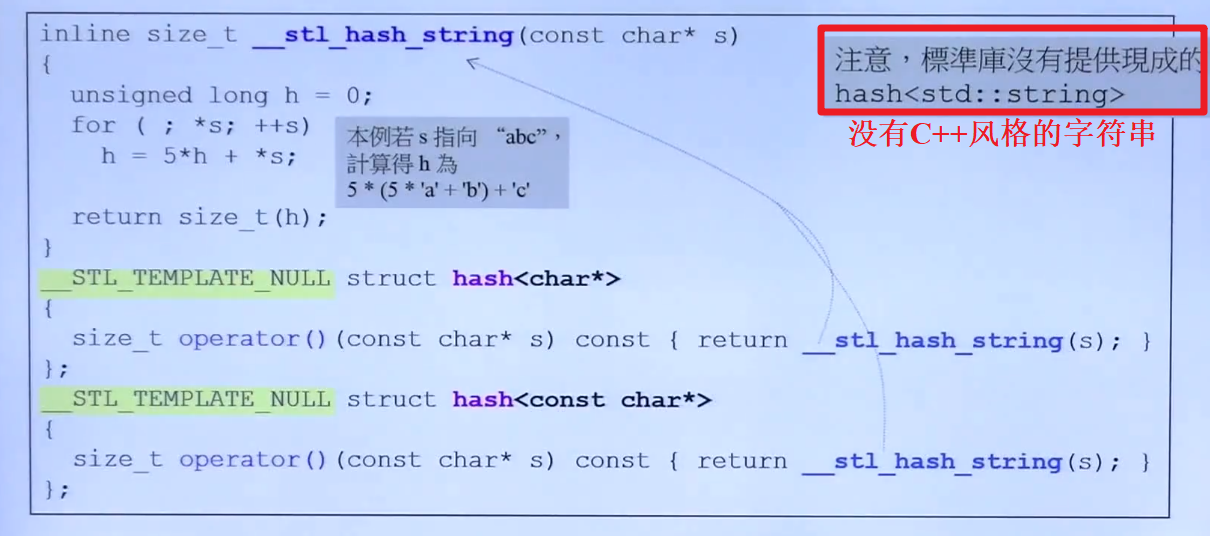 inline size_t __stl_hash_string(const char* s)
{
unsigned long h = 0;
for ( ; *s; ++s)
h = 5*h + *s;
return size_t(h);
}
本例若 s 指向 “abc”，
計算得 h 為
5 * (5 * 'a' + 'b') + 'c'
注意，標準庫沒有提供現成的
hash<std::string>
没有C++风格的字符串
__STL_TEMPLATE_NULL struct hash<char*>
{
size_t operator()(const char* s) const { return __stl_hash_string(s); }
};
__STL_TEMPLATE_NULL struct hash<const char*>
{
size_t operator()(const char* s) const { return __stl_hash_string(s); }
};